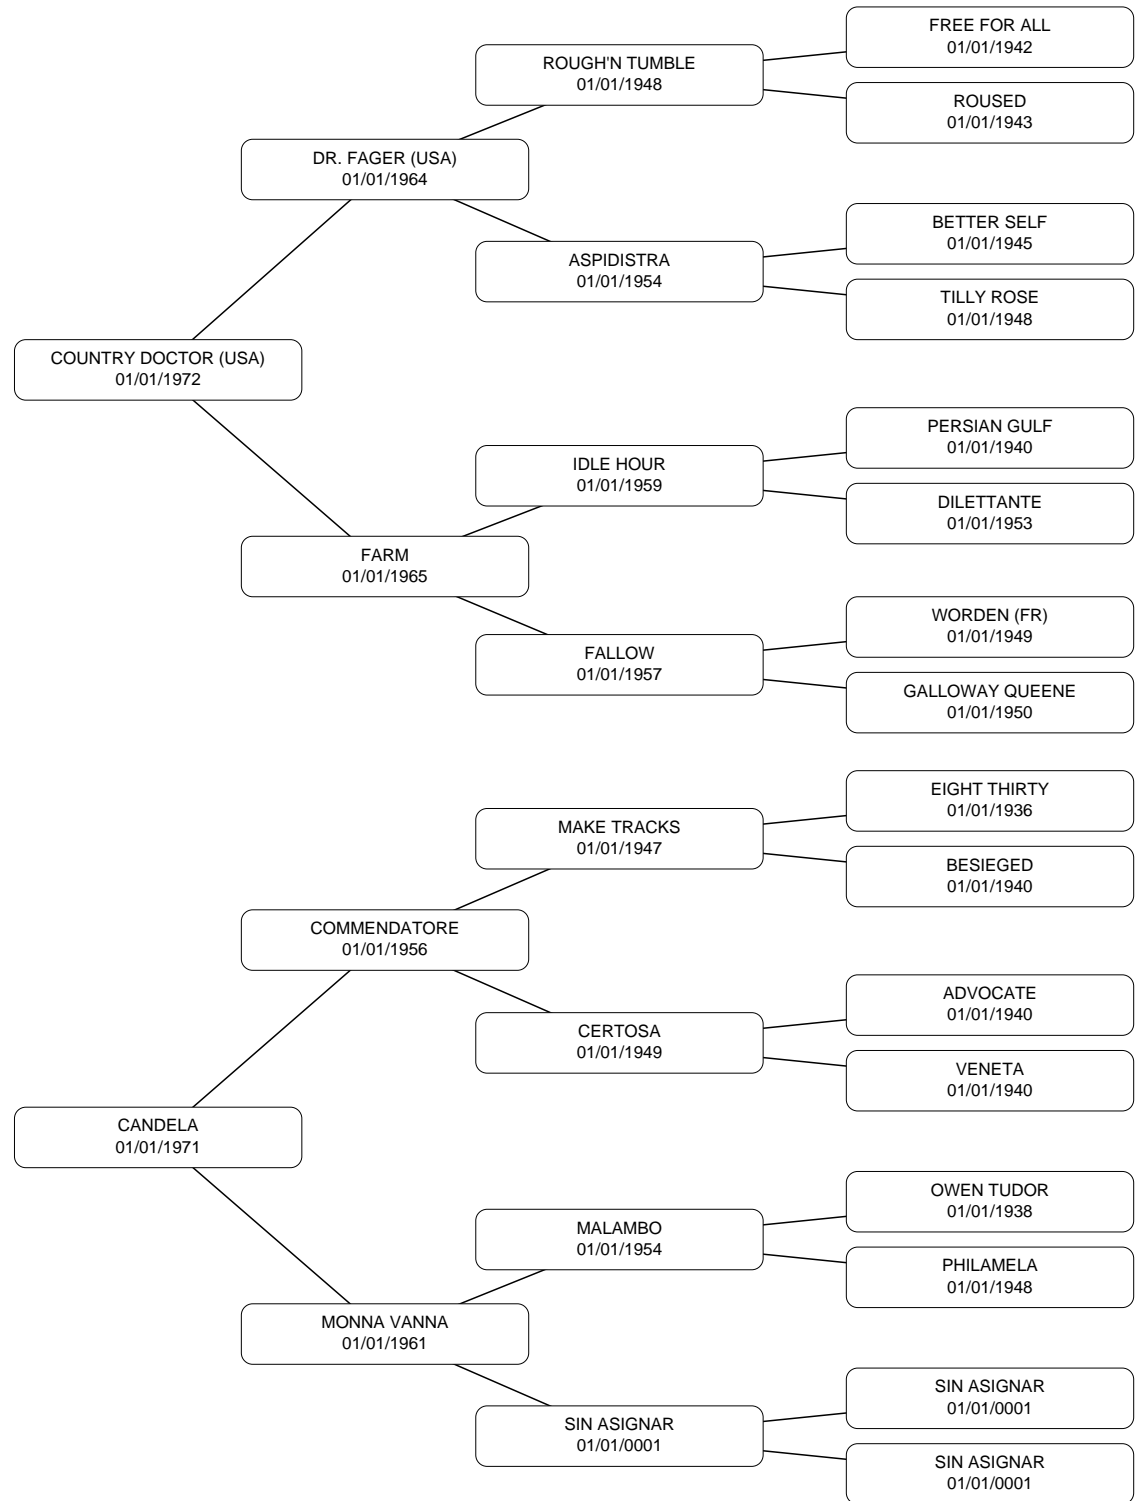 FREE FOR ALL
01/01/1942
ROUGH'N TUMBLE
01/01/1948
ROUSED
01/01/1943
DR. FAGER (USA)
01/01/1964
BETTER SELF
01/01/1945
ASPIDISTRA
01/01/1954
TILLY ROSE
01/01/1948
COUNTRY DOCTOR (USA)
01/01/1972
PERSIAN GULF
01/01/1940
IDLE HOUR
01/01/1959
DILETTANTE
01/01/1953
FARM
01/01/1965
WORDEN (FR)
01/01/1949
FALLOW
01/01/1957
GALLOWAY QUEENE
01/01/1950
EIGHT THIRTY
01/01/1936
MAKE TRACKS
01/01/1947
BESIEGED
01/01/1940
COMMENDATORE
01/01/1956
ADVOCATE
01/01/1940
CERTOSA
01/01/1949
VENETA
01/01/1940
CANDELA
01/01/1971
OWEN TUDOR
01/01/1938
MALAMBO
01/01/1954
PHILAMELA
01/01/1948
MONNA VANNA
01/01/1961
SIN ASIGNAR
01/01/0001
SIN ASIGNAR
01/01/0001
SIN ASIGNAR
01/01/0001